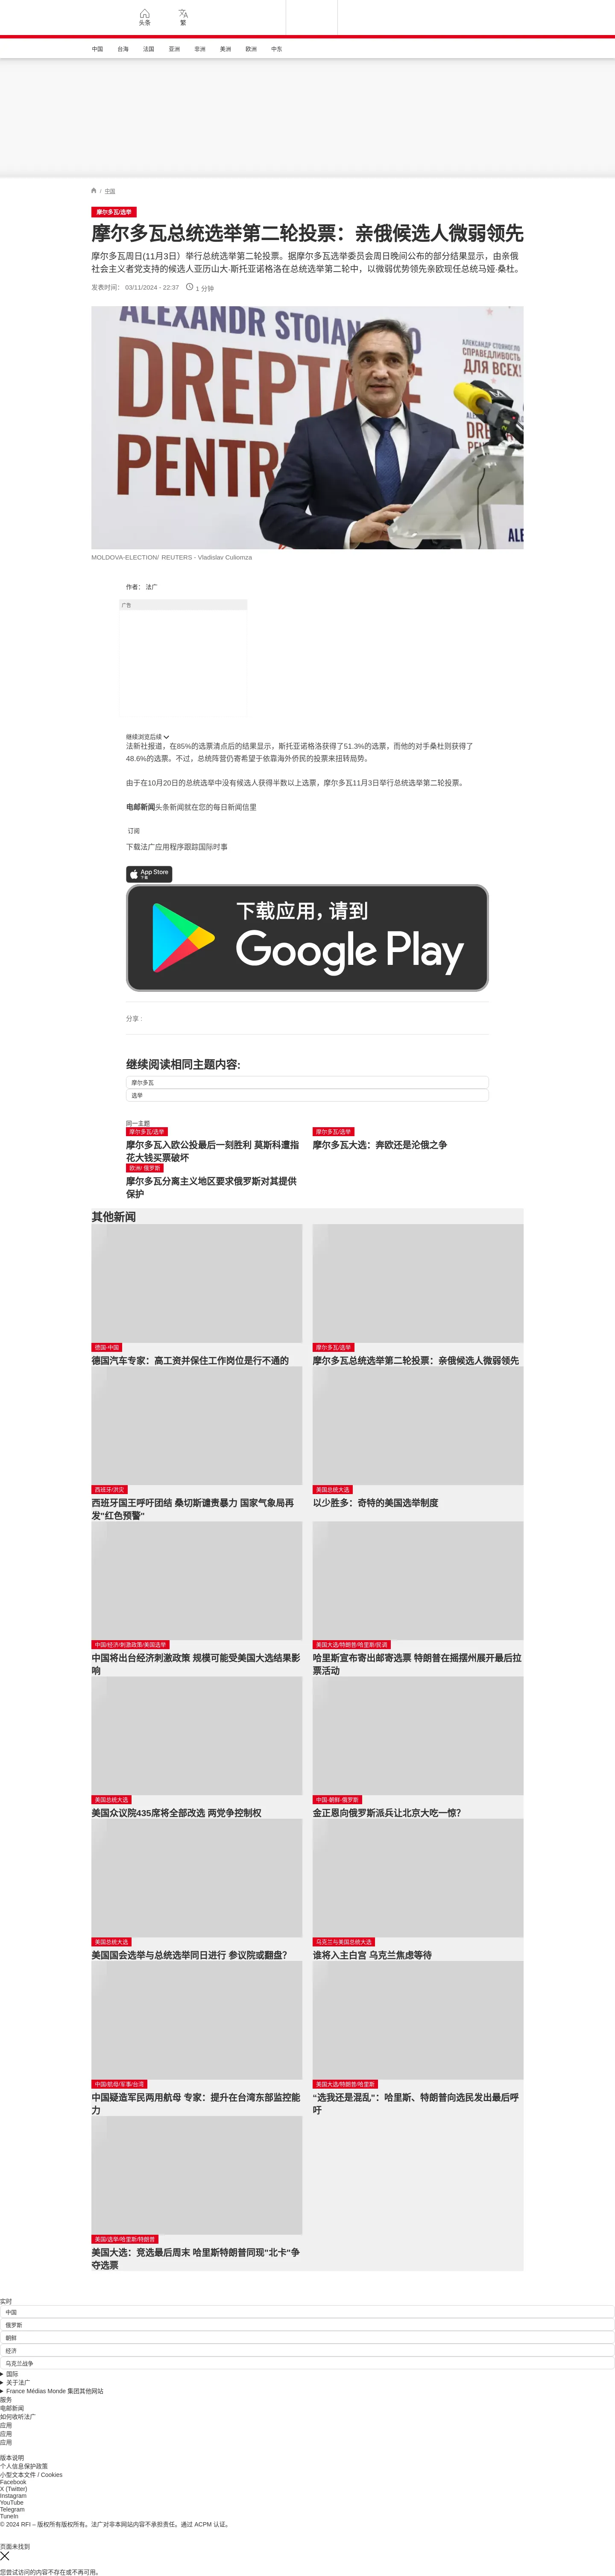 头条
繁
中国
台海
法国
亚洲
非洲
美洲
欧洲
中东
/ 中国
摩尔多瓦/选举
摩尔多瓦总统选举第二轮投票：亲俄候选人微弱领先
摩尔多瓦周日(11月3日）举行总统选举第二轮投票。据摩尔多瓦选举委员会周日晚间公布的部分结果显示，由亲俄
社会主义者党支持的候选人亚历山大·斯托亚诺格洛在总统选举第二轮中，以微弱优势领先亲欧现任总统马娅·桑杜。
发表时间： 03/11/2024 - 22:37
1 分钟
ALEXANDR STOIANOGLO
DREPTATE
PENTRU
АЛЕКСАНДР СТОЯНОГЛО
СПРАВЕДЛИВОСТЬ
ДЛЯ ВСЕХ!
MOLDOVA-ELECTION/ REUTERS - Vladislav Culiomza
作者： 法广
广告
继续浏览后续
法新社报道，在85%的选票清点后的结果显示，斯托亚诺格洛获得了51.3%的选票，而他的对手桑杜则获得了
48.6%的选票。不过，总统阵营仍寄希望于依靠海外侨民的投票来扭转局势。
由于在10月20日的总统选举中没有候选人获得半数以上选票，摩尔多瓦11月3日举行总统选举第二轮投票。
电邮新闻头条新闻就在您的每日新闻信里
订阅
下载法广应用程序跟踪国际时事
App Store
下载
下载应用，请到
Google Play
分享 :
继续阅读相同主题内容:
摩尔多瓦
选举
同一主题
摩尔多瓦/选举
摩尔多瓦入欧公投最后一刻胜利 莫斯科遭指
花大钱买票破坏
摩尔多瓦/选举
摩尔多瓦大选：奔欧还是沦俄之争
欧洲/ 俄罗斯
摩尔多瓦分离主义地区要求俄罗斯对其提供
保护
其他新闻
德国-中国
德国汽车专家：高工资并保住工作岗位是行不通的
摩尔多瓦/选举
摩尔多瓦总统选举第二轮投票：亲俄候选人微弱领先
西班牙/洪灾
西班牙国王呼吁团结 桑切斯谴责暴力 国家气象局再
发"红色预警"
美国总统大选
以少胜多：奇特的美国选举制度
中国/经济/刺激政策/美国选举
中国将出台经济刺激政策 规模可能受美国大选结果影
响
美国大选/特朗普/哈里斯/民调
哈里斯宣布寄出邮寄选票 特朗普在摇摆州展开最后拉
票活动
美国总统大选
美国众议院435席将全部改选 两党争控制权
中国-朝鲜-俄罗斯
金正恩向俄罗斯派兵让北京大吃一惊？
美国总统大选
美国国会选举与总统选举同日进行 参议院或翻盘？
乌克兰与美国总统大选
谁将入主白宫 乌克兰焦虑等待
中国/航母/军事/台湾
中国疑造军民两用航母 专家：提升在台湾东部监控能
力
美国大选/特朗普/哈里斯
“选我还是混乱”：哈里斯、特朗普向选民发出最后呼
吁
美国/选举/哈里斯/特朗普
美国大选：竞选最后周末 哈里斯特朗普同现"北卡"争
夺选票
实时
中国
俄罗斯
朝鲜
经济
乌克兰战争
国际
关于法广
France Médias Monde 集团其他网站
服务
电邮新闻
如何收听法广
应用
应用
应用
版本说明
个人信息保护政策
小型文本文件 / Cookies
Facebook
X (Twitter)
Instagram
YouTube
Telegram
TuneIn
© 2024 RFI – 版权所有版权所有。法广对非本网站内容不承担责任。通过 ACPM 认证。
页面未找到
您尝试访问的内容不存在或不再可用。